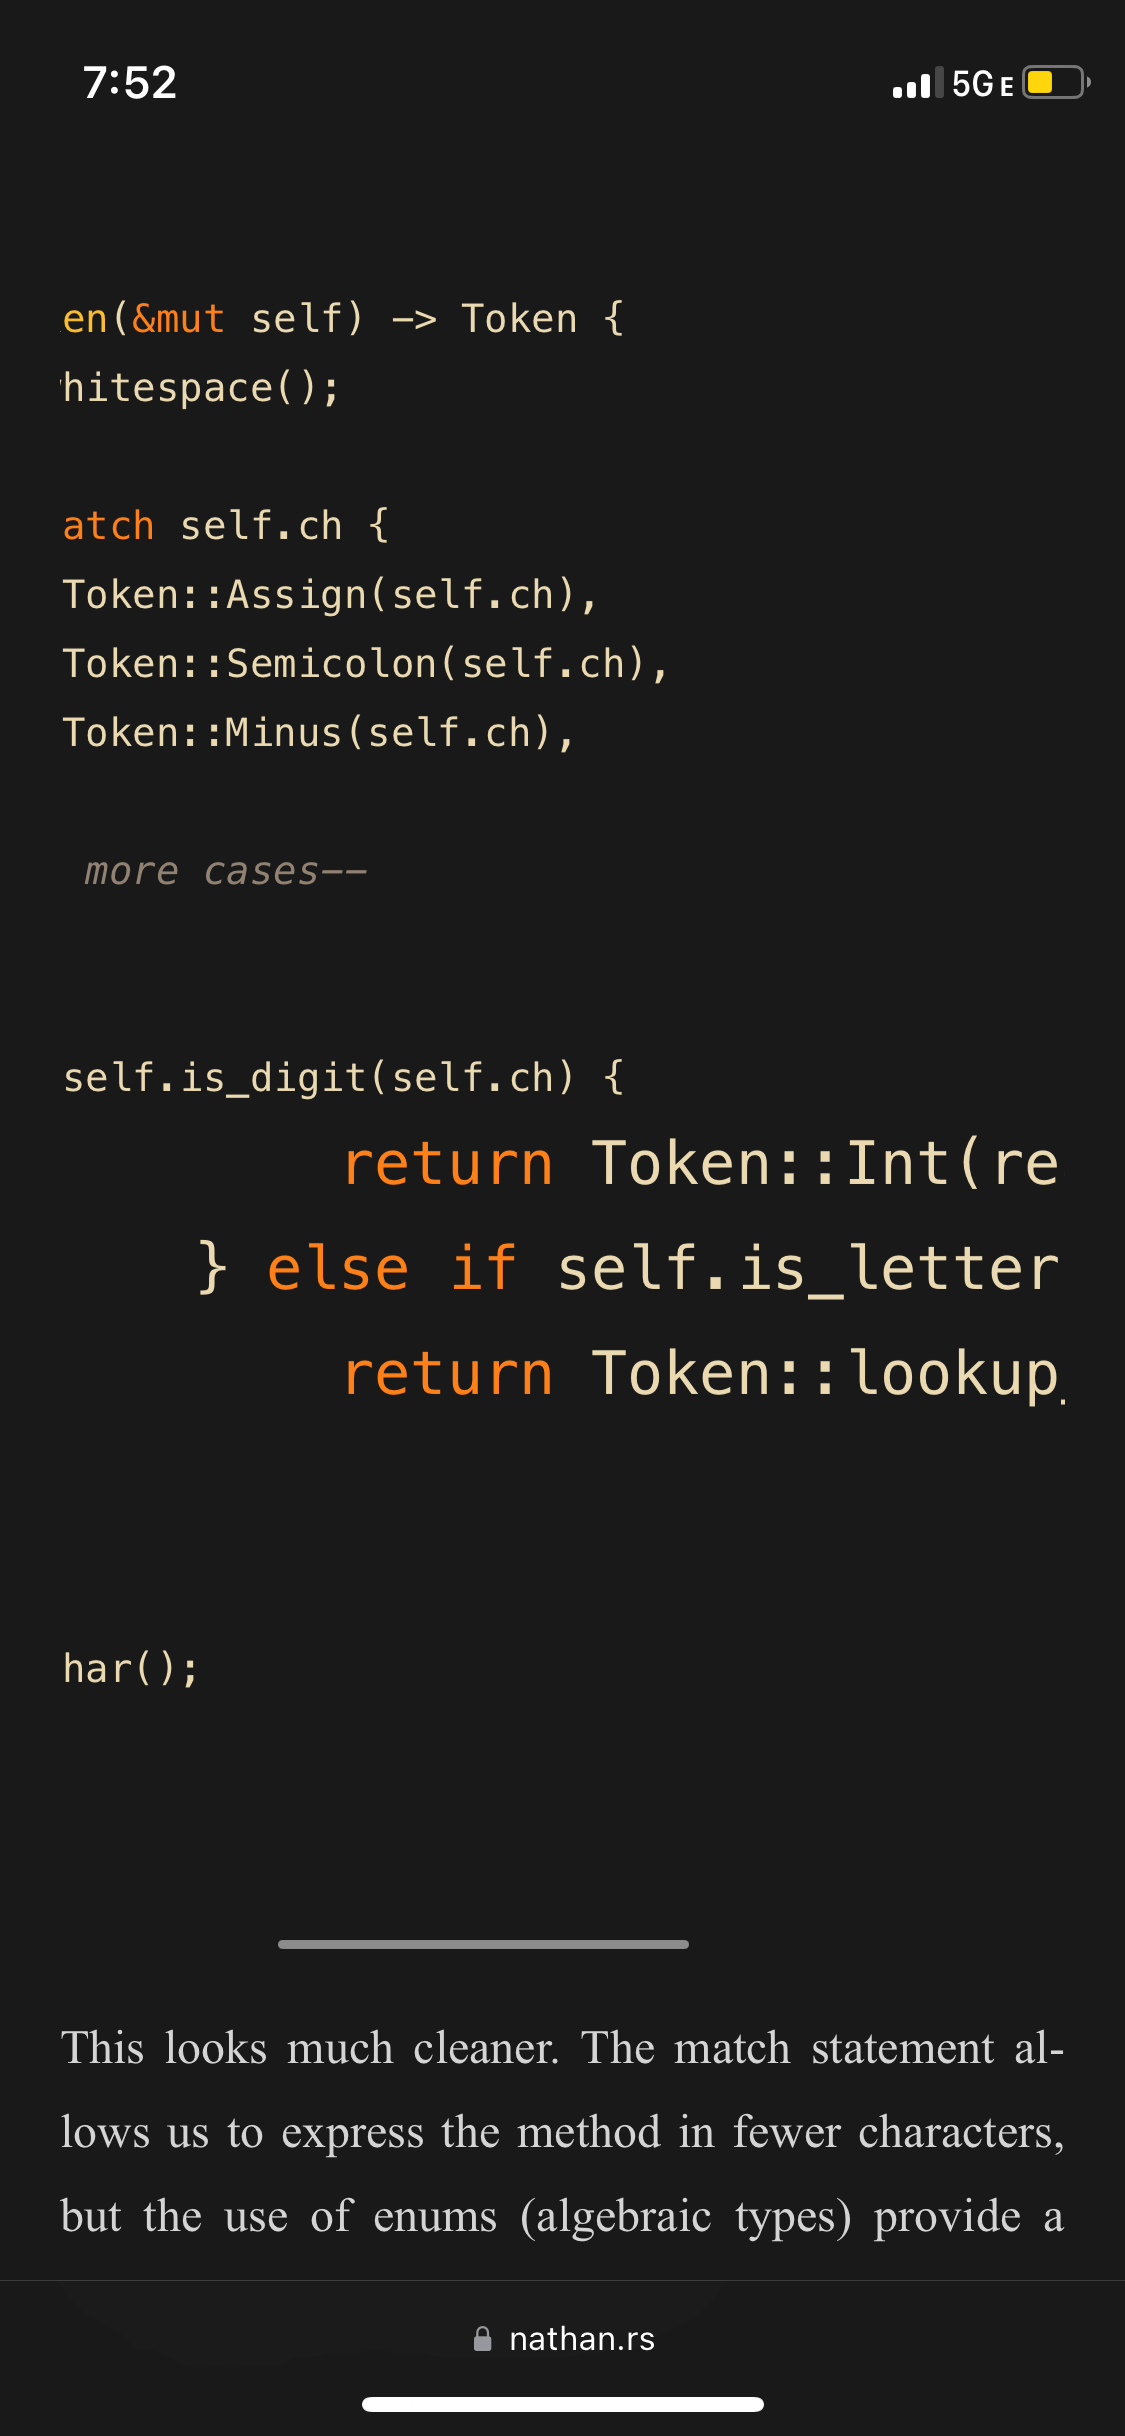 7:52
5G E
en(&mut self) -> Token {
hitespace();
atch self.ch {
Token::Assign(self.ch),
Token::Semicolon(self.ch),
Token::Minus(self.ch),
more cases--
self.is_digit(self.ch) {
return Token::Int(re
} else if self.is_letter
return Token::lookup_
har();
This looks much cleaner. The match statement al-
lows us to express the method in fewer characters,
but the use of enums (algebraic types) provide a
nathan.rs